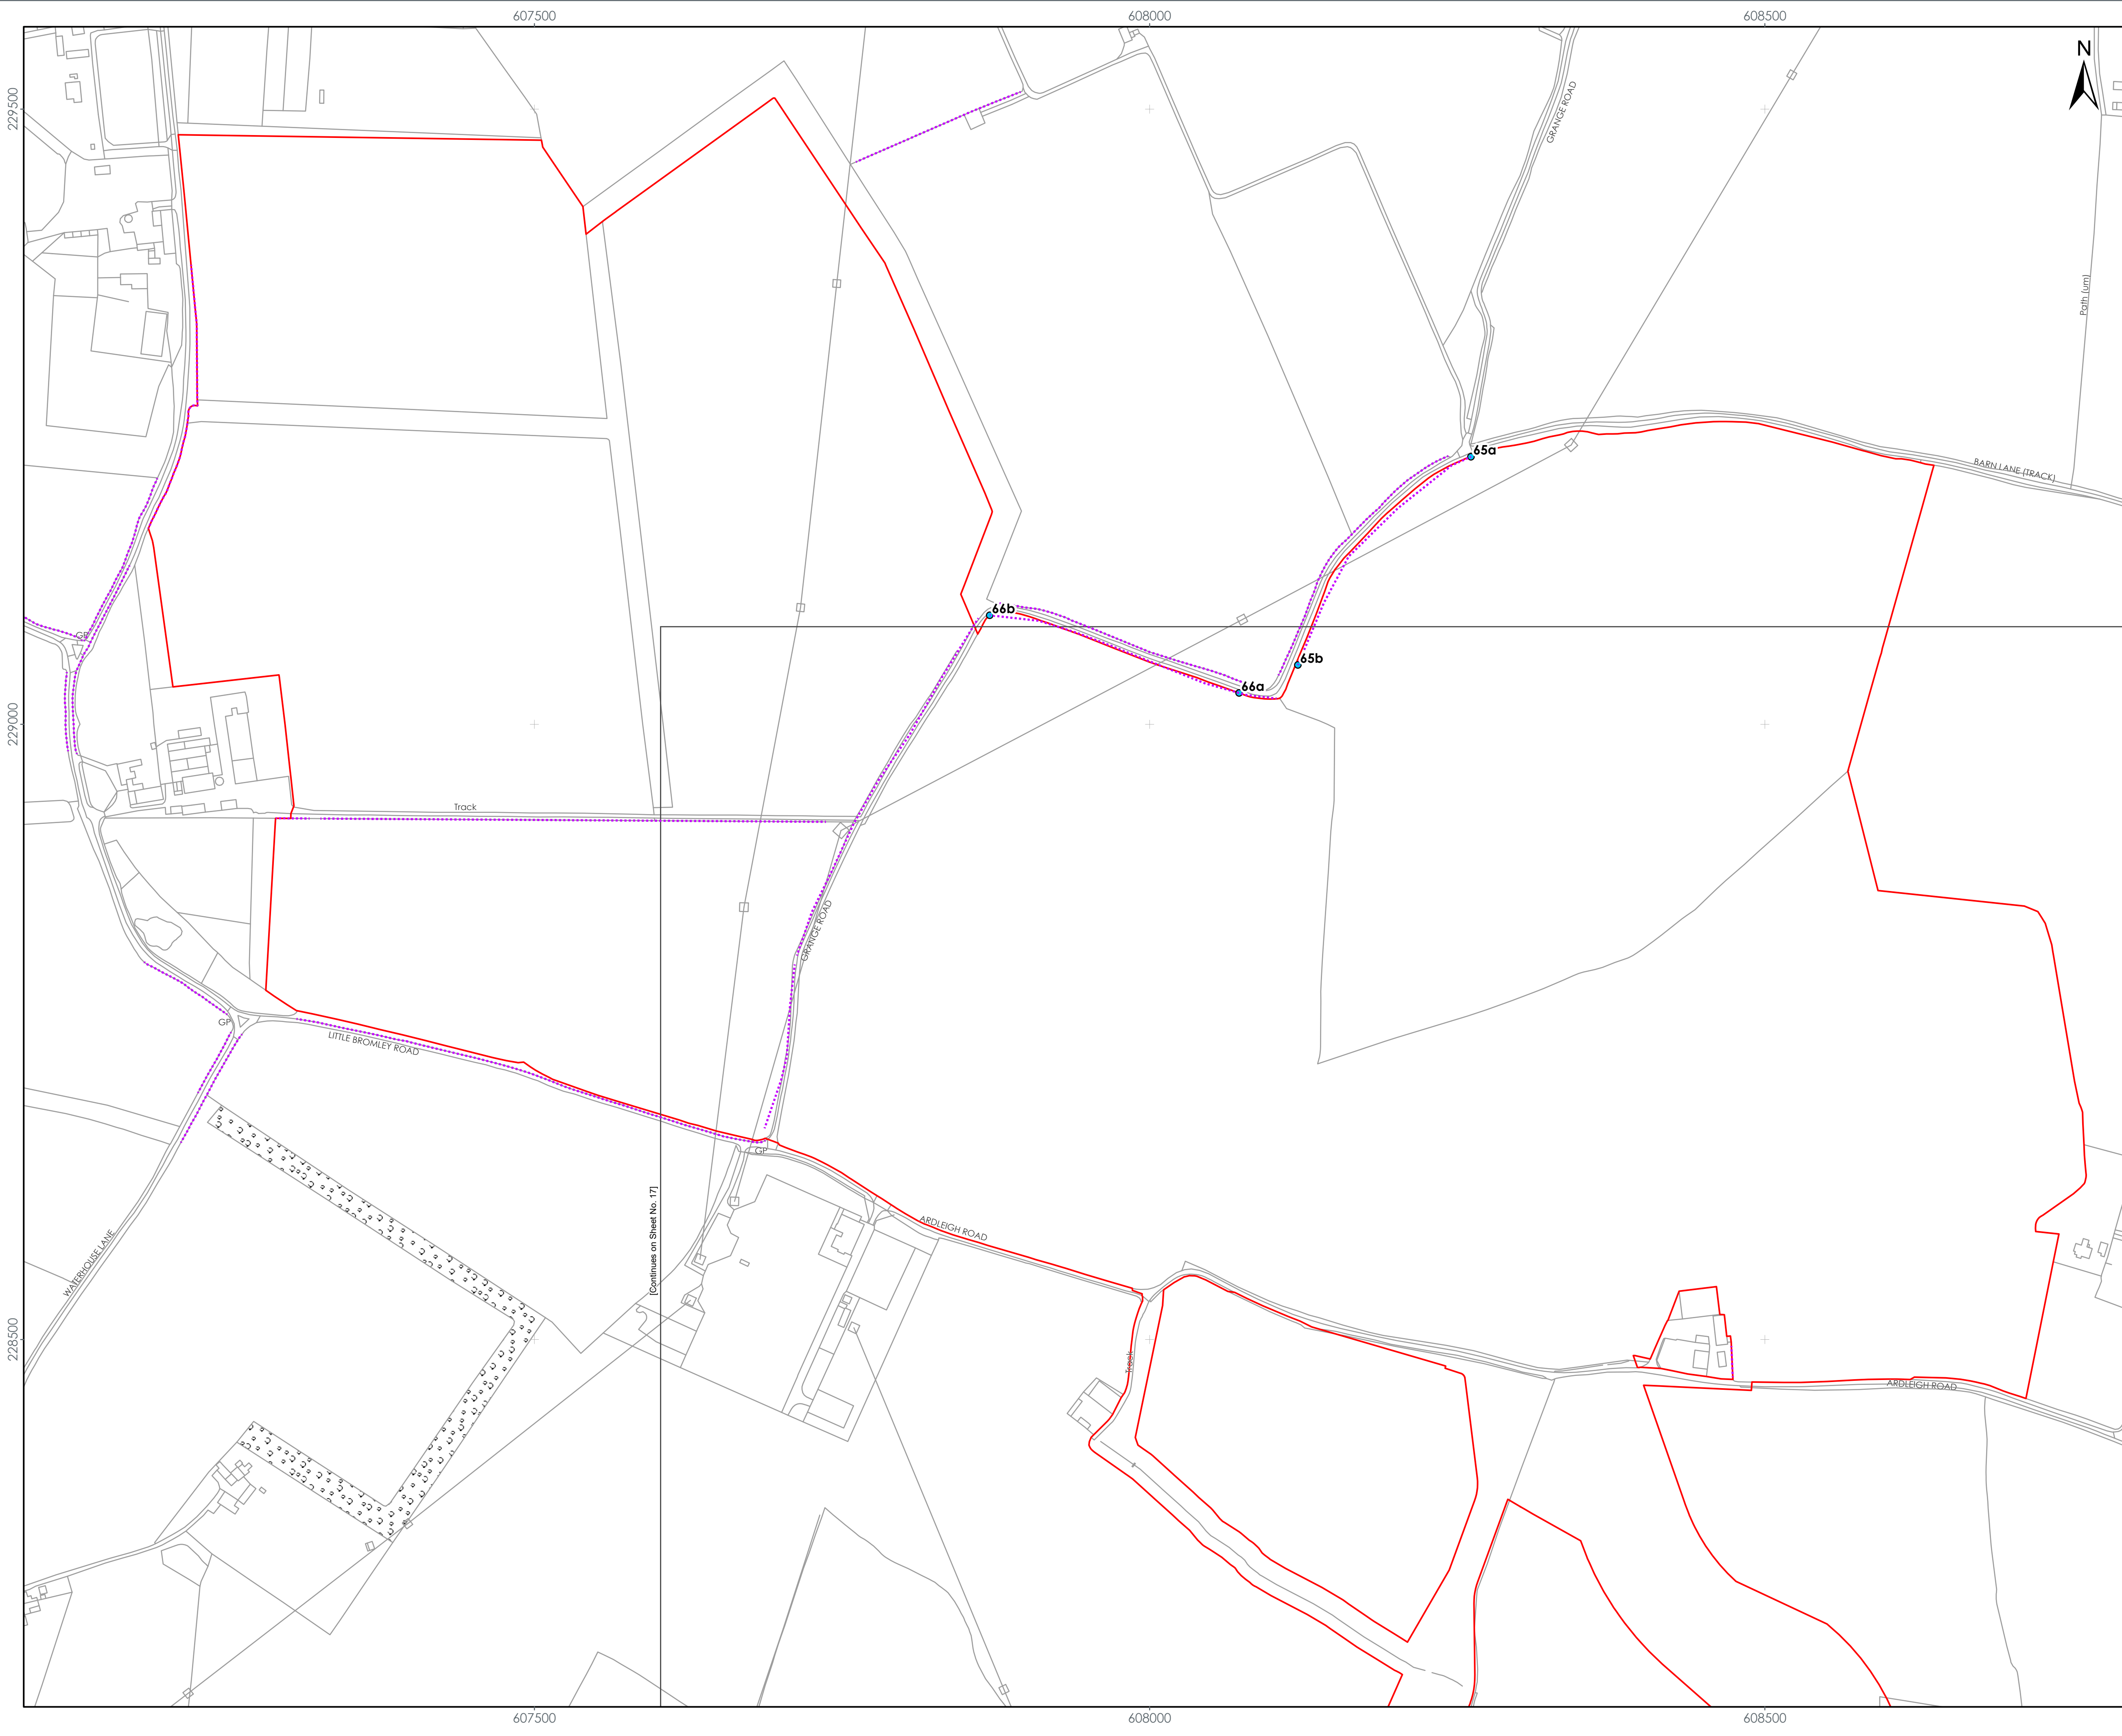 607500
608000
608500
229500
N
GRANGE ROAD
Path (um)
65a
BARN LANE (TRACK)
66b
GP
65b
66a
229000
Track
GRANGE ROAD
GP
LITTLE BROMLEY ROAD
GP
[Continues on Sheet No. 17]
ARDLEIGH ROAD
WATERHOUSE LANE
228500
Track
ARDLEIGH ROAD
607500
608000
608500